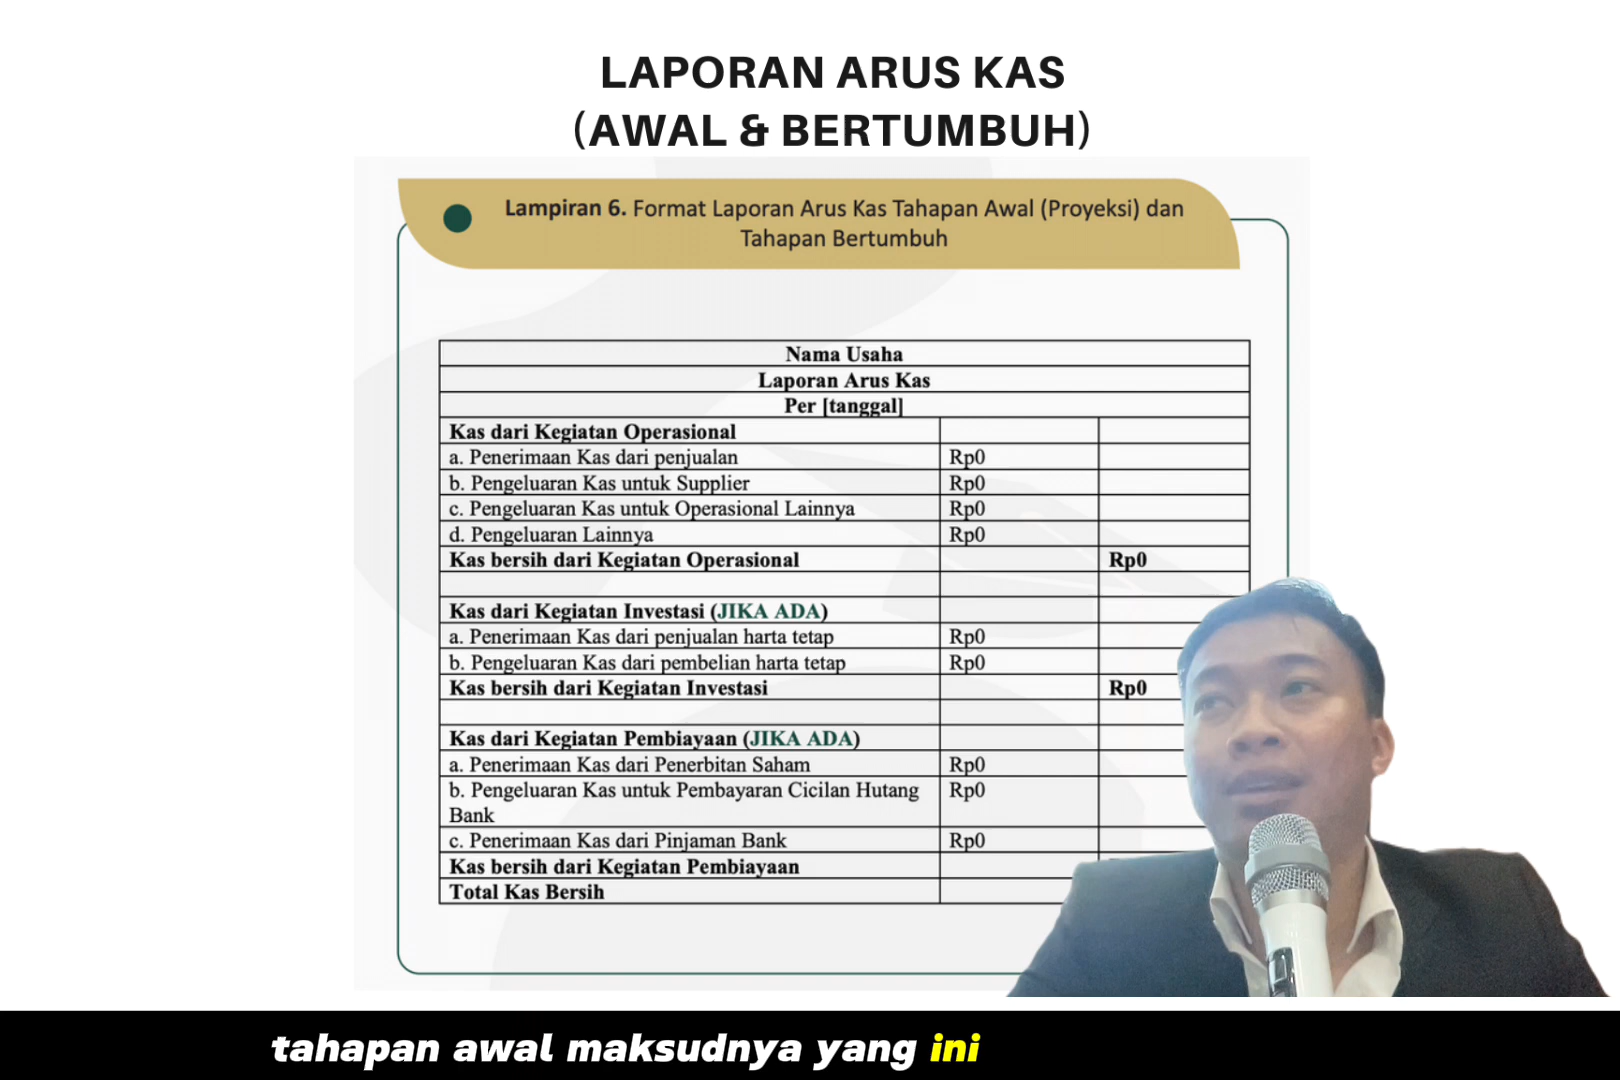 LAPORAN ARUS KAS
(AWAL & BERTUMBUH)
Lampiran 6. Format Laporan Arus Kas Tahapan Awal (Proyeksi) dan
Tahapan Bertumbuh
Nama Usaha
Laporan Arus Kas
Per [tanggal]
Kas dari Kegiatan Operasional
a. Penerimaan Kas dari penjualan Rp0
b. Pengeluaran Kas untuk Supplier Rp0
c. Pengeluaran Kas untuk Operasional Lainnya Rp0
d. Pengeluaran Lainnya Rp0
Kas bersih dari Kegiatan Operasional Rp0
Kas dari Kegiatan Investasi (JIKA ADA)
a. Penerimaan Kas dari penjualan harta tetap Rp0
b. Pengeluaran Kas dari pembelian harta tetap Rp0
Kas bersih dari Kegiatan Investasi Rp0
Kas dari Kegiatan Pembiayaan (JIKA ADA)
a. Penerimaan Kas dari Penerbitan Saham Rp0
b. Pengeluaran Kas untuk Pembayaran Cicilan Hutang Rp0
Bank
c. Penerimaan Kas dari Pinjaman Bank Rp0
Kas bersih dari Kegiatan Pembiayaan
Total Kas Bersih
tahapan awal maksudnya yang ini